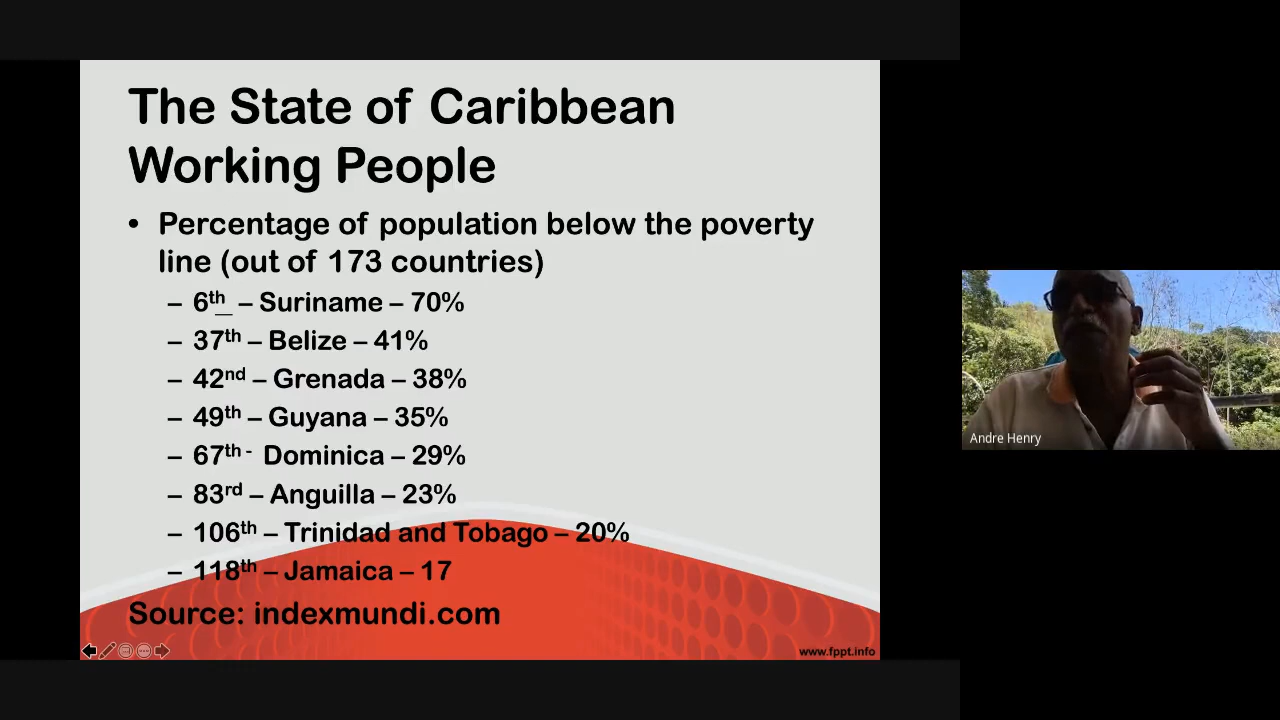 The State of Caribbean
Working People
• Percentage of population below the poverty
line (out of 173 countries)
– 6th_ – Suriname – 70%
– 37th – Belize – 41%
– 42nd – Grenada – 38%
– 49th – Guyana – 35%
– 67th - Dominica – 29%
– 83rd – Anguilla – 23%
– 106th – Trinidad and Tobago – 20%
– 118th – Jamaica – 17
Source: indexmundi.com
www.fppt.info
Andre Henry